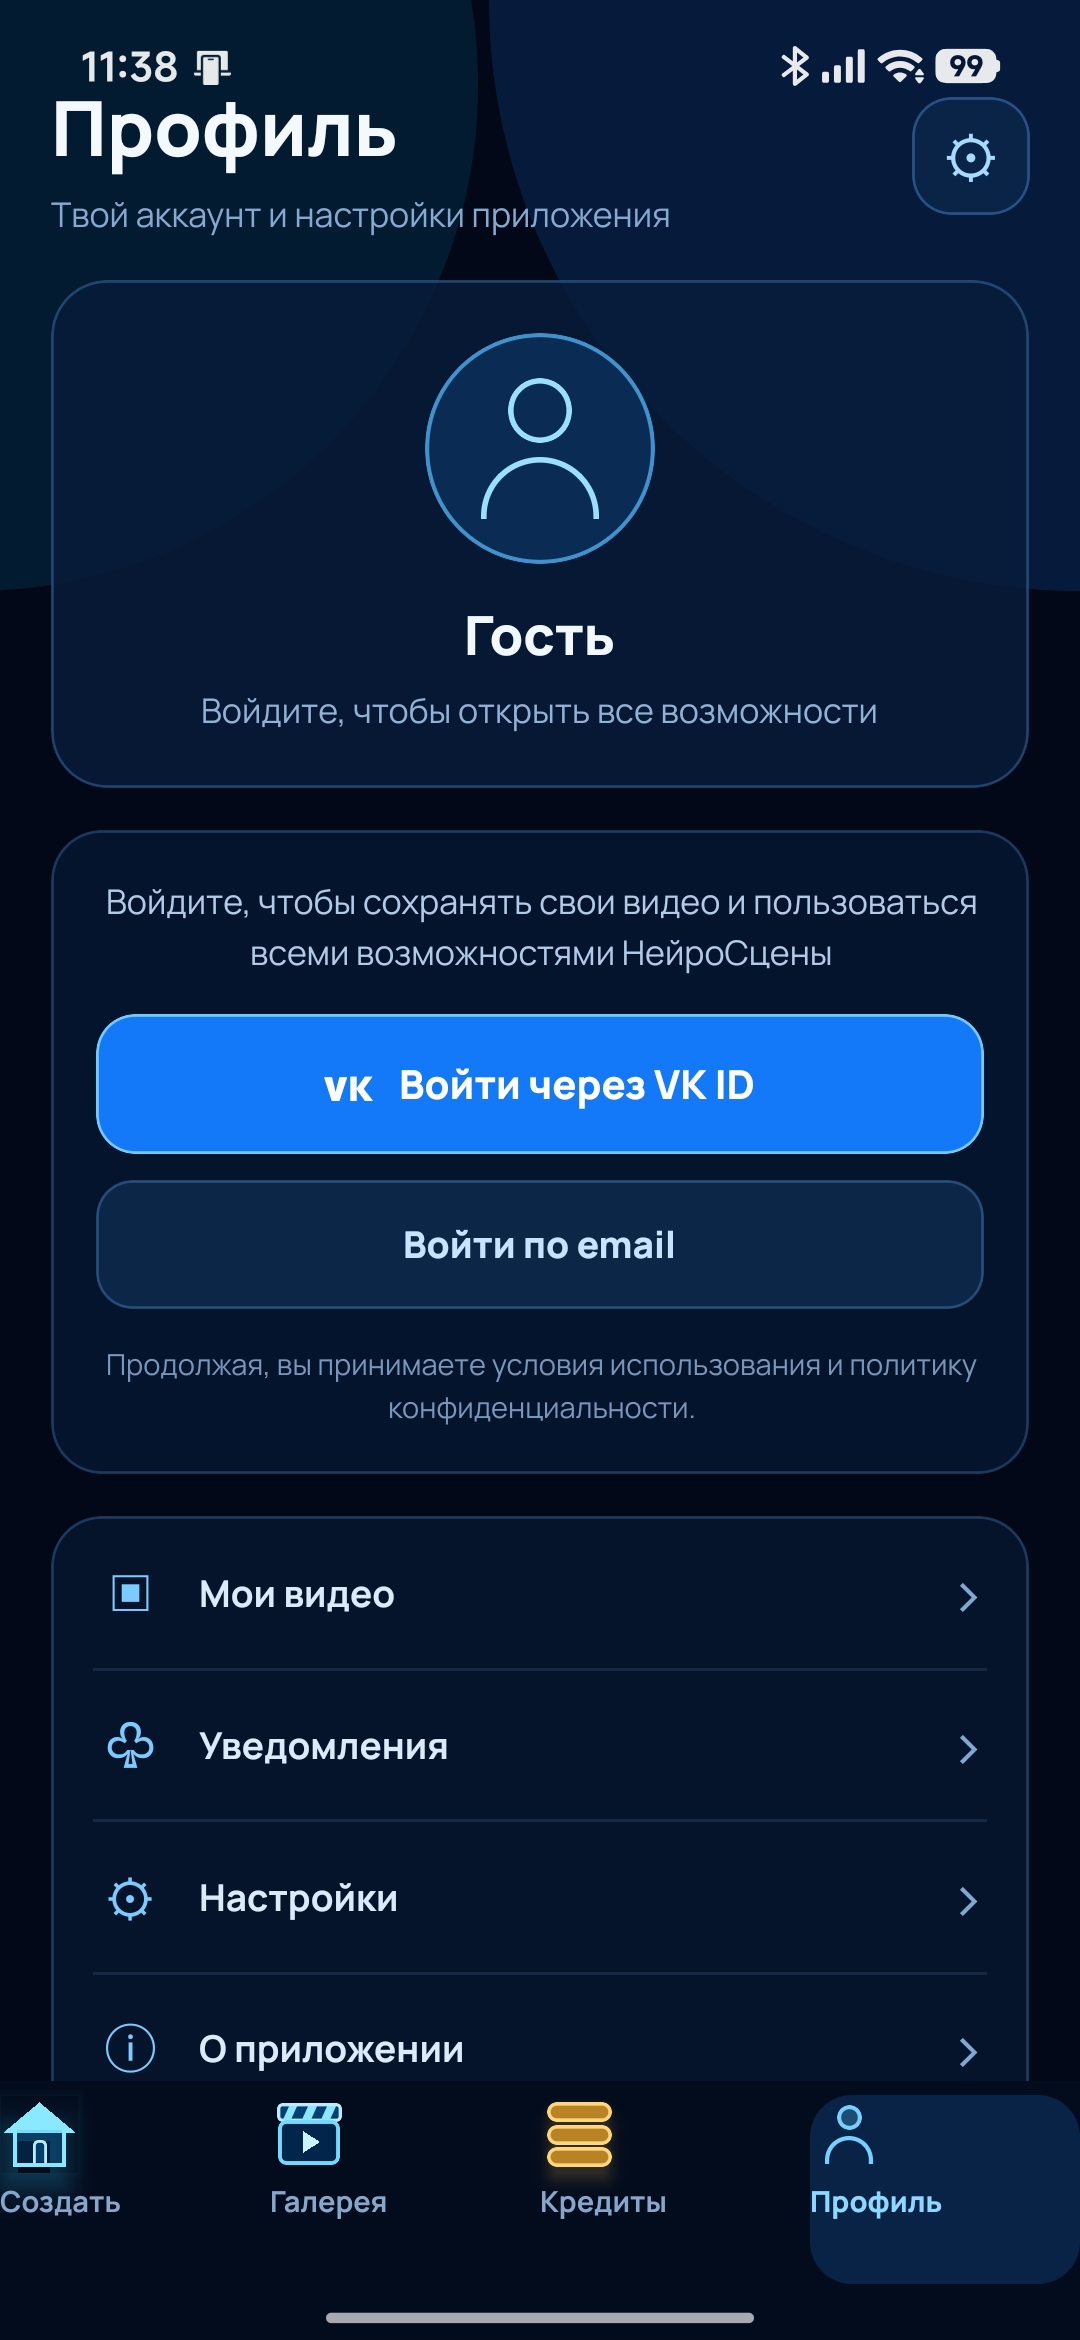 11:38
99
Профиль
Твой аккаунт и настройки приложения
Гость
Войдите, чтобы открыть все возможности
Войдите, чтобы сохранять свои видео и пользоваться
всеми возможностями НейроСцены
VK Войти через VK ID
Войти по email
Продолжая, вы принимаете условия использования и политику
конфиденциальности.
Мои видео
Уведомления
Настройки
О приложении
Создать
Галерея
Кредиты
Профиль